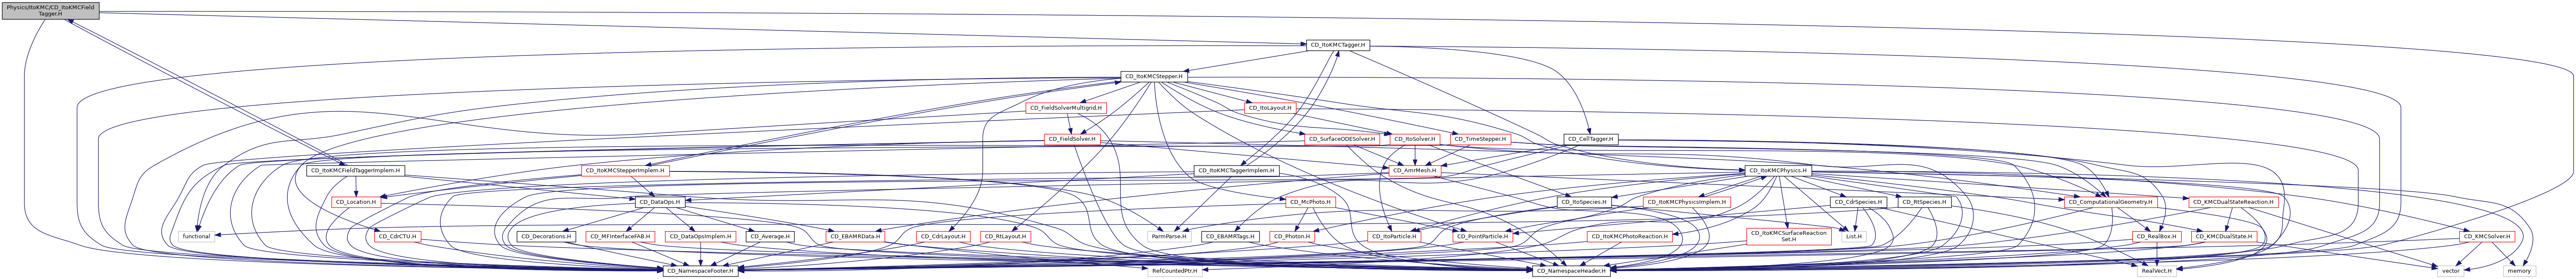 Physics/ItoKMC/CD_ItoKMCField
Tagger.H
CD_ItoKMCTagger.H
CD_ItoKMCStepper.H
CD_FieldSolverMultigrid.H
CD_ItoLayout.H
CD_FieldSolver.H
CD_SurfaceODESolver.H
CD_ItoSolver.H
CD_TimeStepper.H
CD_CellTagger.H
CD_ItoKMCFieldTaggerImplem.H
CD_ItoKMCStepperImplem.H
CD_ItoKMCTaggerImplem.H
CD_AmrMesh.H
CD_ItoKMCPhysics.H
CD_Location.H
CD_DataOps.H
CD_McPhoto.H
CD_ItoSpecies.H
CD_ItoKMCPhysicsImplem.H
CD_CdrSpecies.H
CD_RtSpecies.H
CD_ComputationalGeometry.H
CD_KMCDualStateReaction.H
functional
CD_CdrCTU.H
CD_Decorations.H
CD_MFInterfaceFAB.H
CD_DataOpsImplem.H
CD_Average.H
CD_EBAMRData.H
CD_CdrLayout.H
CD_RtLayout.H
ParmParse.H
CD_EBAMRTags.H
CD_Photon.H
CD_ItoParticle.H
CD_PointParticle.H
CD_ItoKMCPhotoReaction.H
CD_ItoKMCSurfaceReaction
Set.H
List.H
CD_RealBox.H
CD_KMCDualState.H
CD_KMCSolver.H
CD_NamespaceFooter.H
RefCountedPtr.H
CD_NamespaceHeader.H
RealVect.H
vector
memory